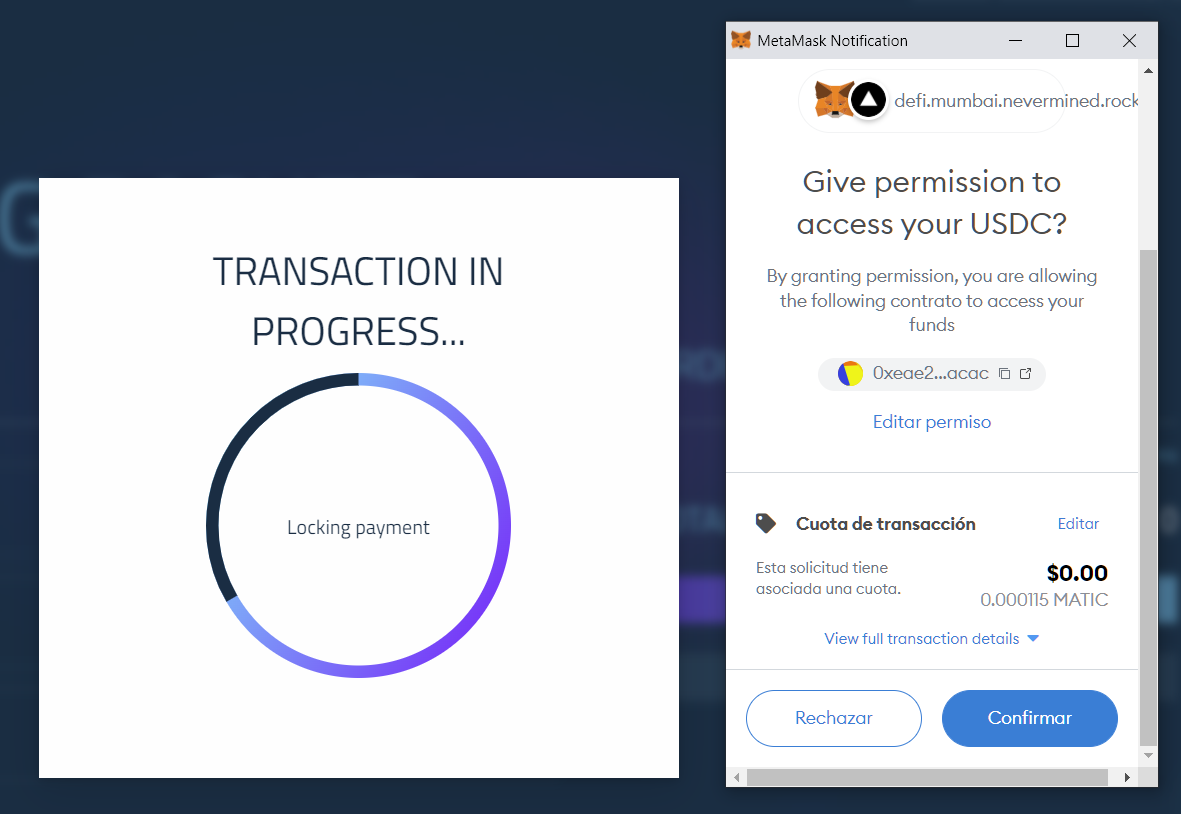 TRANSACTION IN
PROGRESS...
Locking payment
MetaMask Notification
defi.mumbai.nevermined.rock
Give permission to
access your USDC?
By granting permission, you are allowing
the following contrato to access your
funds
0xeae2...acac
Editar permiso
Cuota de transacción
Editar
Esta solicitud tiene
asociada una cuota.
$0.00
0.000115 MATIC
View full transaction details
Rechazar
Confirmar